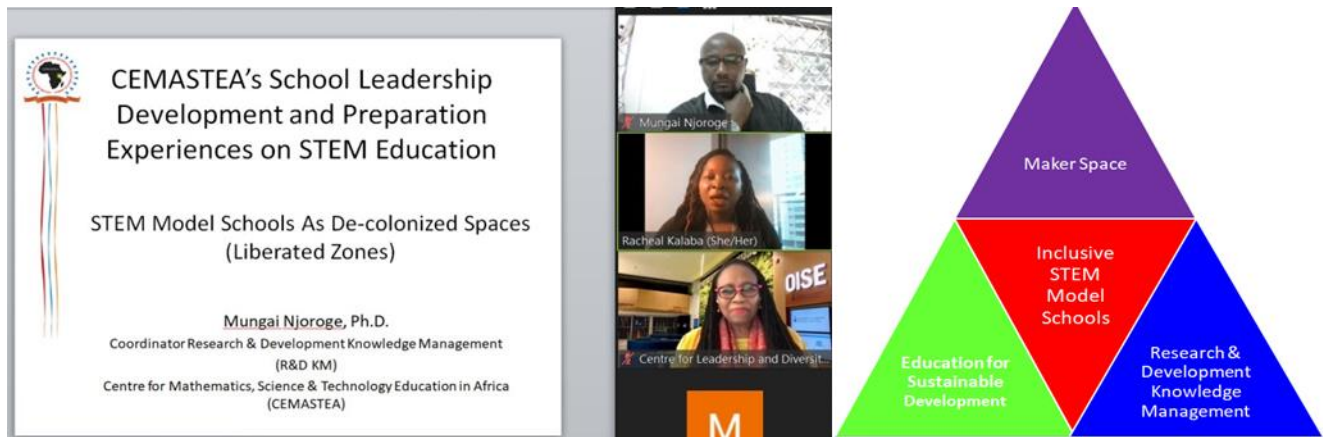 CEMASTEA's School Leadership
Development and Preparation
Experiences on STEM Education
STEM Model Schools As De-colonized Spaces
(Liberated Zones)
Mungai Njoroge, Ph.D.
Coordinator Research & Development Knowledge Management
(R&D KM)
Centre for Mathematics, Science & Technology Education in Africa
(CEMASTEA)
Mungai Njoroge
Racheal Kalaba (She/Her)
OISE
Centre for Leadership and Diversit...
M
Maker Space
Inclusive
STEM
Model
Schools
Education for
Sustainable
Development
Research &
Development
Knowledge
Management